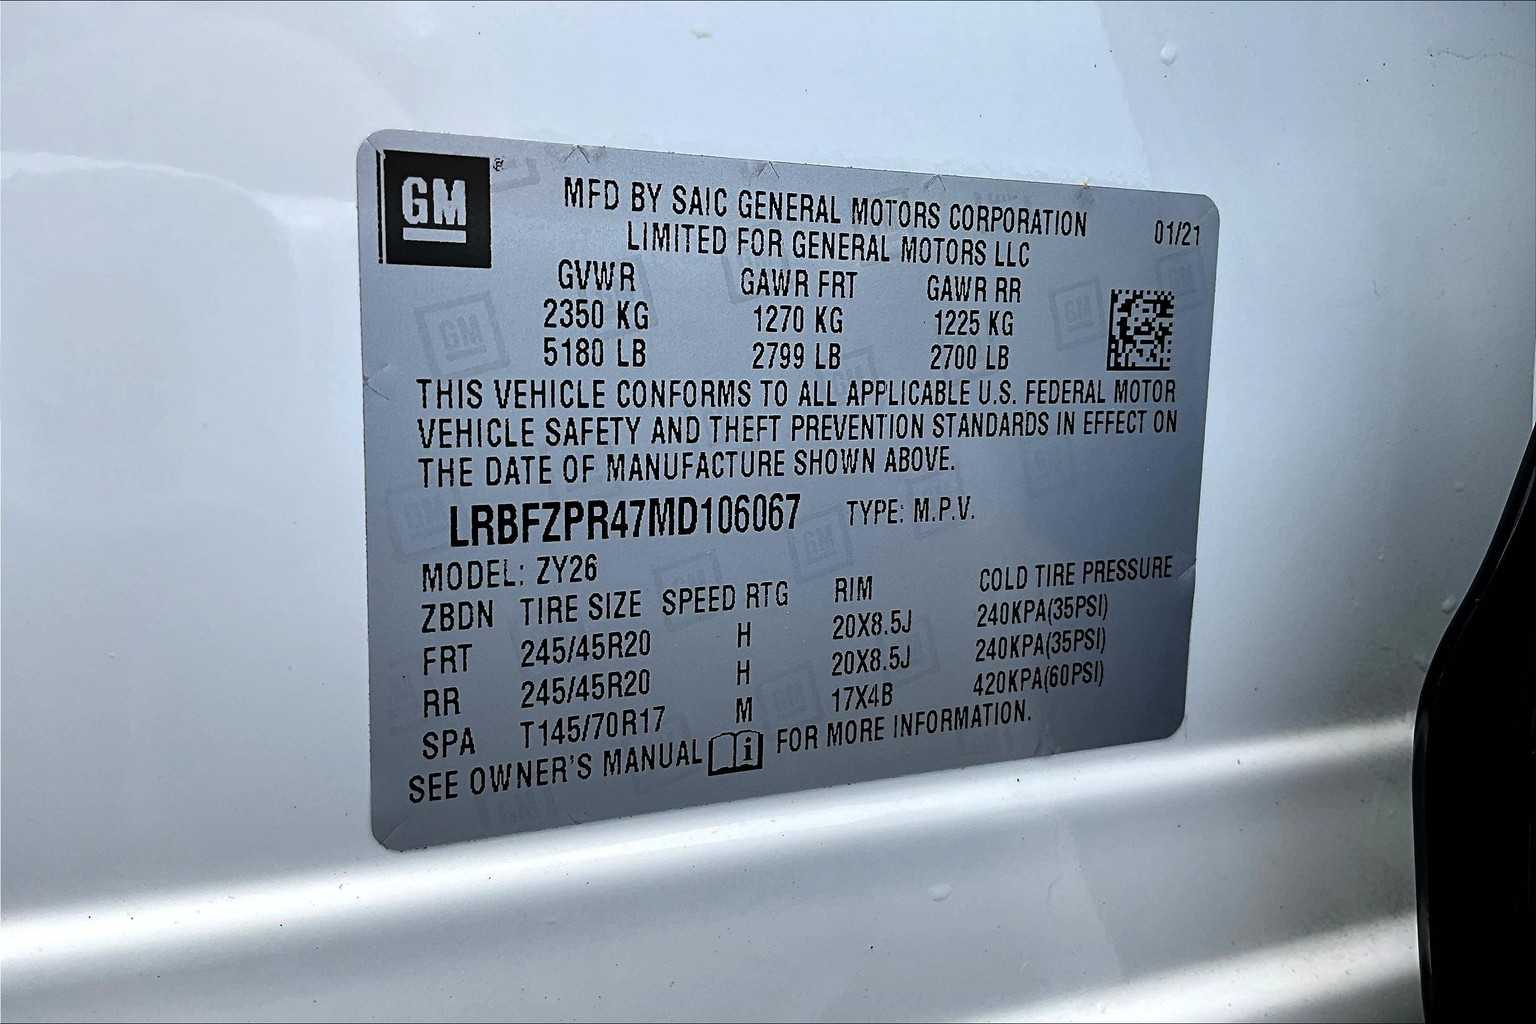 GM ®
MFD BY SAIC GENERAL MOTORS CORPORATION 01/21
LIMITED FOR GENERAL MOTORS LLC
GVWR GAWR FRT GAWR RR
2350 KG 1270 KG 1225 KG
5180 LB 2799 LB 2700 LB
THIS VEHICLE CONFORMS TO ALL APPLICABLE U.S. FEDERAL MOTOR
VEHICLE SAFETY AND THEFT PREVENTION STANDARDS IN EFFECT ON
THE DATE OF MANUFACTURE SHOWN ABOVE.
LRBFZPR47MD106067 TYPE: M.P.V.
MODEL: ZY26
ZBDN TIRE SIZE SPEED RTG RIM COLD TIRE PRESSURE
FRT 245/45R20 H 20X8.5J 240KPA(35PSI)
RR 245/45R20 H 20X8.5J 240KPA(35PSI)
SPA T145/70R17 M 17X4B 420KPA(60PSI)
SEE OWNER'S MANUAL FOR MORE INFORMATION.